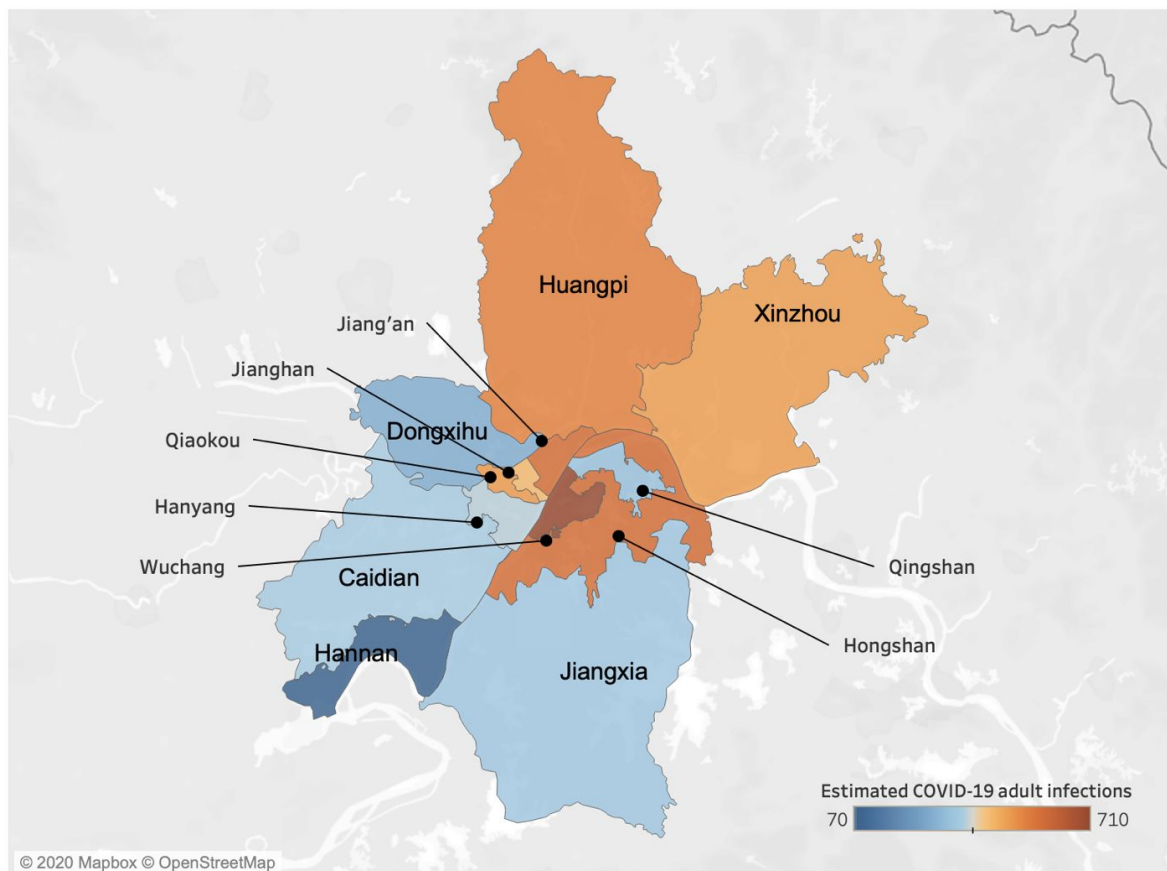 Huangpi
Xinzhou
Jiang'an
Jianghan
Dongxihu
Qiaokou
Hanyang
Wuchang
Caidian
Qingshan
Hannan
Hongshan
Jiangxia
Estimated COVID-19 adult infections
70 710
© 2020 Mapbox © OpenStreetMap